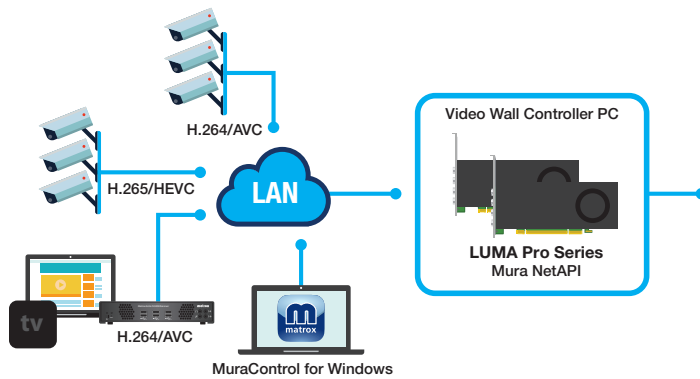 H.264/AVC
Video Wall Controller PC
H.265/HEVC
LAN
LUMA Pro Series
Mura NetAPI
tv
H.264/AVC
m
matrox
MuraControl for Windows